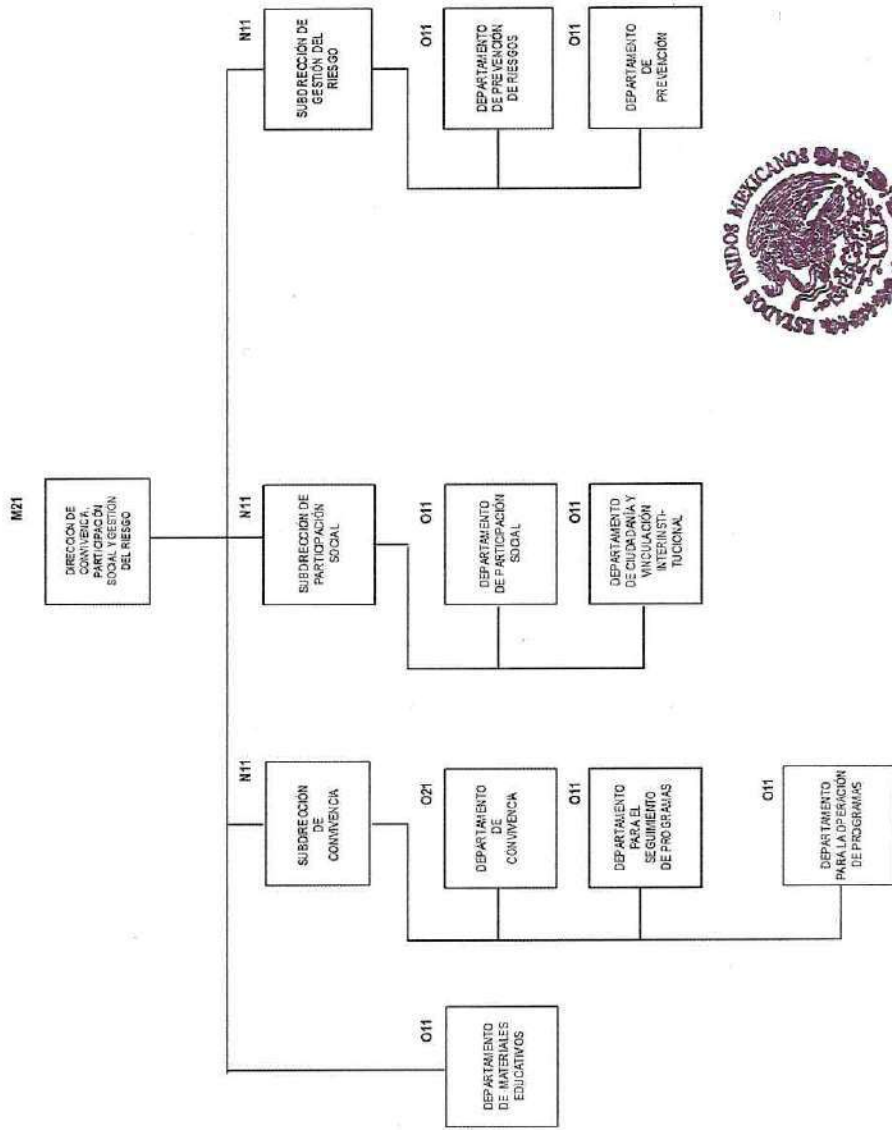 M21
DIRECCIÓN DE
CONVIVENCIA,
PARTICIPACIÓN
SOCIAL Y GESTIÓN
DEL RIESGO
O11
DEPARTAMENTO
DE MATERIALES
EDUCATIVOS
N11
SUBDIRECCIÓN
DE
CONVIVENCIA
O21
DEPARTAMENTO
DE
CONVIVENCIA
O11
DEPARTAMENTO
PARA EL
SEGUIMIENTO
DE PROGRAMAS
O11
DEPARTAMENTO
PARA LA OPERACIÓN
DE PROGRAMAS
N11
SUBDIRECCIÓN DE
PARTICIPACIÓN
SOCIAL
O11
DEPARTAMENTO
DE PARTICIPACIÓN
SOCIAL
O11
DEPARTAMENTO
DE CIUDADANÍA Y
VINCULACIÓN
INTERINSTI-
TUCIONAL
N11
SUBDIRECCIÓN DE
GESTIÓN DEL
RIESGO
O11
DEPARTAMENTO
DE PREVENCIÓN
DE RIESGOS
O11
DEPARTAMENTO
DE
PREVENCIÓN
ESTADOS UNIDOS MEXICANOS